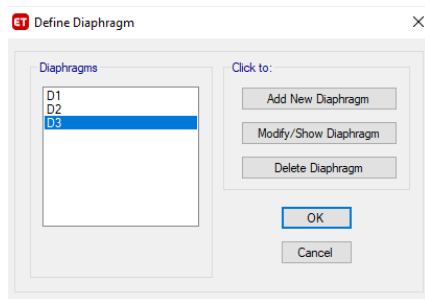 ET Define Diaphragm
Diaphragms
D1
D2
D3
Click to:
Add New Diaphragm
Modify/Show Diaphragm
Delete Diaphragm
OK
Cancel